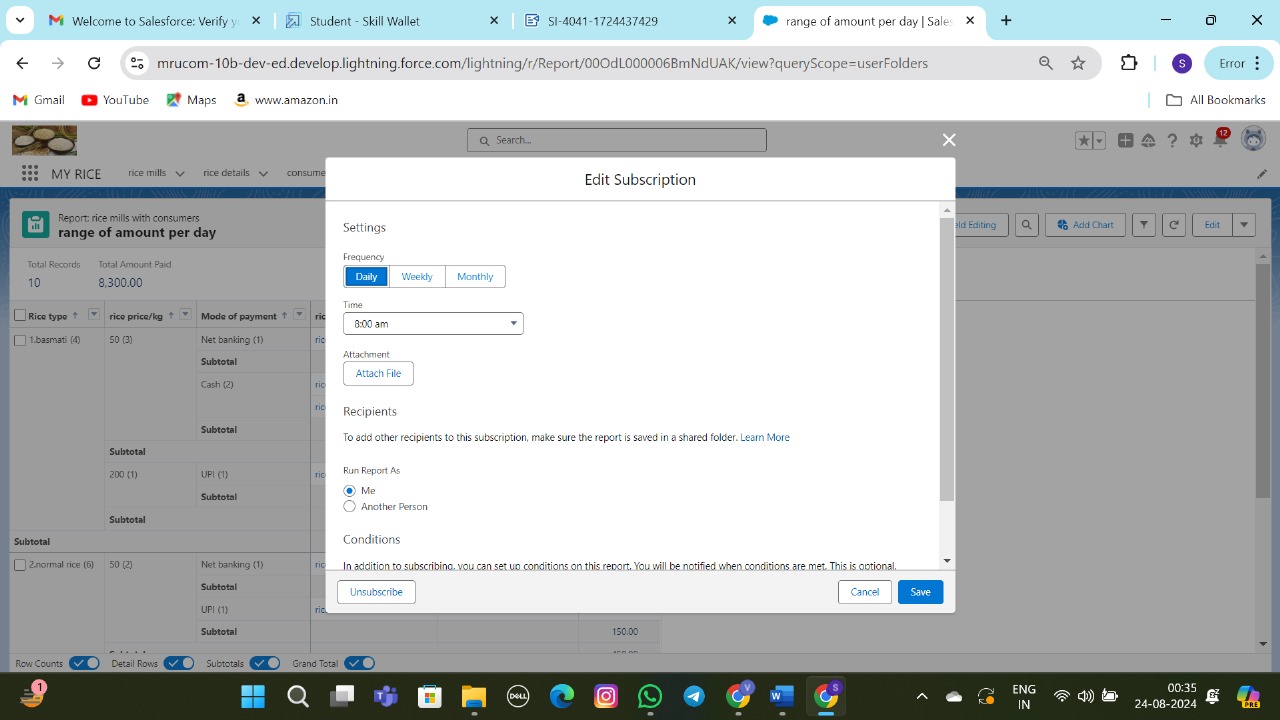 Welcome to Salesforce: Verify y
Student - Skill Wallet
SI-4041-1724437429
range of amount per day | Sales
mrucom-10b-dev-ed.develop.lightning.force.com/lightning/r/Report/00OdL000006BmNdUAK/view?queryScope=userFolders
S
Error
Gmail
YouTube
Maps
www.amazon.in
All Bookmarks
Search...
12
MY RICE
rice mills
rice details
consume
Edit Subscription
Report: rice mills with consumers
range of amount per day
eld Editing
Add Chart
Edit
Total Records
Total Amount Paid
10
8,300.00
Rice type
rice price/kg
Mode of payment
ric
1.basmati (4)
50 (3)
Net banking (1)
ric
Subtotal
Cash (2)
ric
ric
Subtotal
Subtotal
200 (1)
UPI (1)
ric
Subtotal
Subtotal
Subtotal
2.normal rice (6)
50 (2)
Net banking (1)
ric
Subtotal
UPI (1)
ric
Subtotal
150.00
Settings
Frequency
Daily
Weekly
Monthly
Time
8:00 am
Attachment
Attach File
Recipients
To add other recipients to this subscription, make sure the report is saved in a shared folder. Learn More
Run Report As
Me
Another Person
Conditions
In addition to subscribing, you can set up conditions on this report. You will be notified when conditions are met. This is optional.
Unsubscribe
Cancel
Save
Row Counts
Detail Rows
Subtotals
Grand Total
1
DELL
V
W
S
ENG
IN
00:35
24-08-2024
PRE